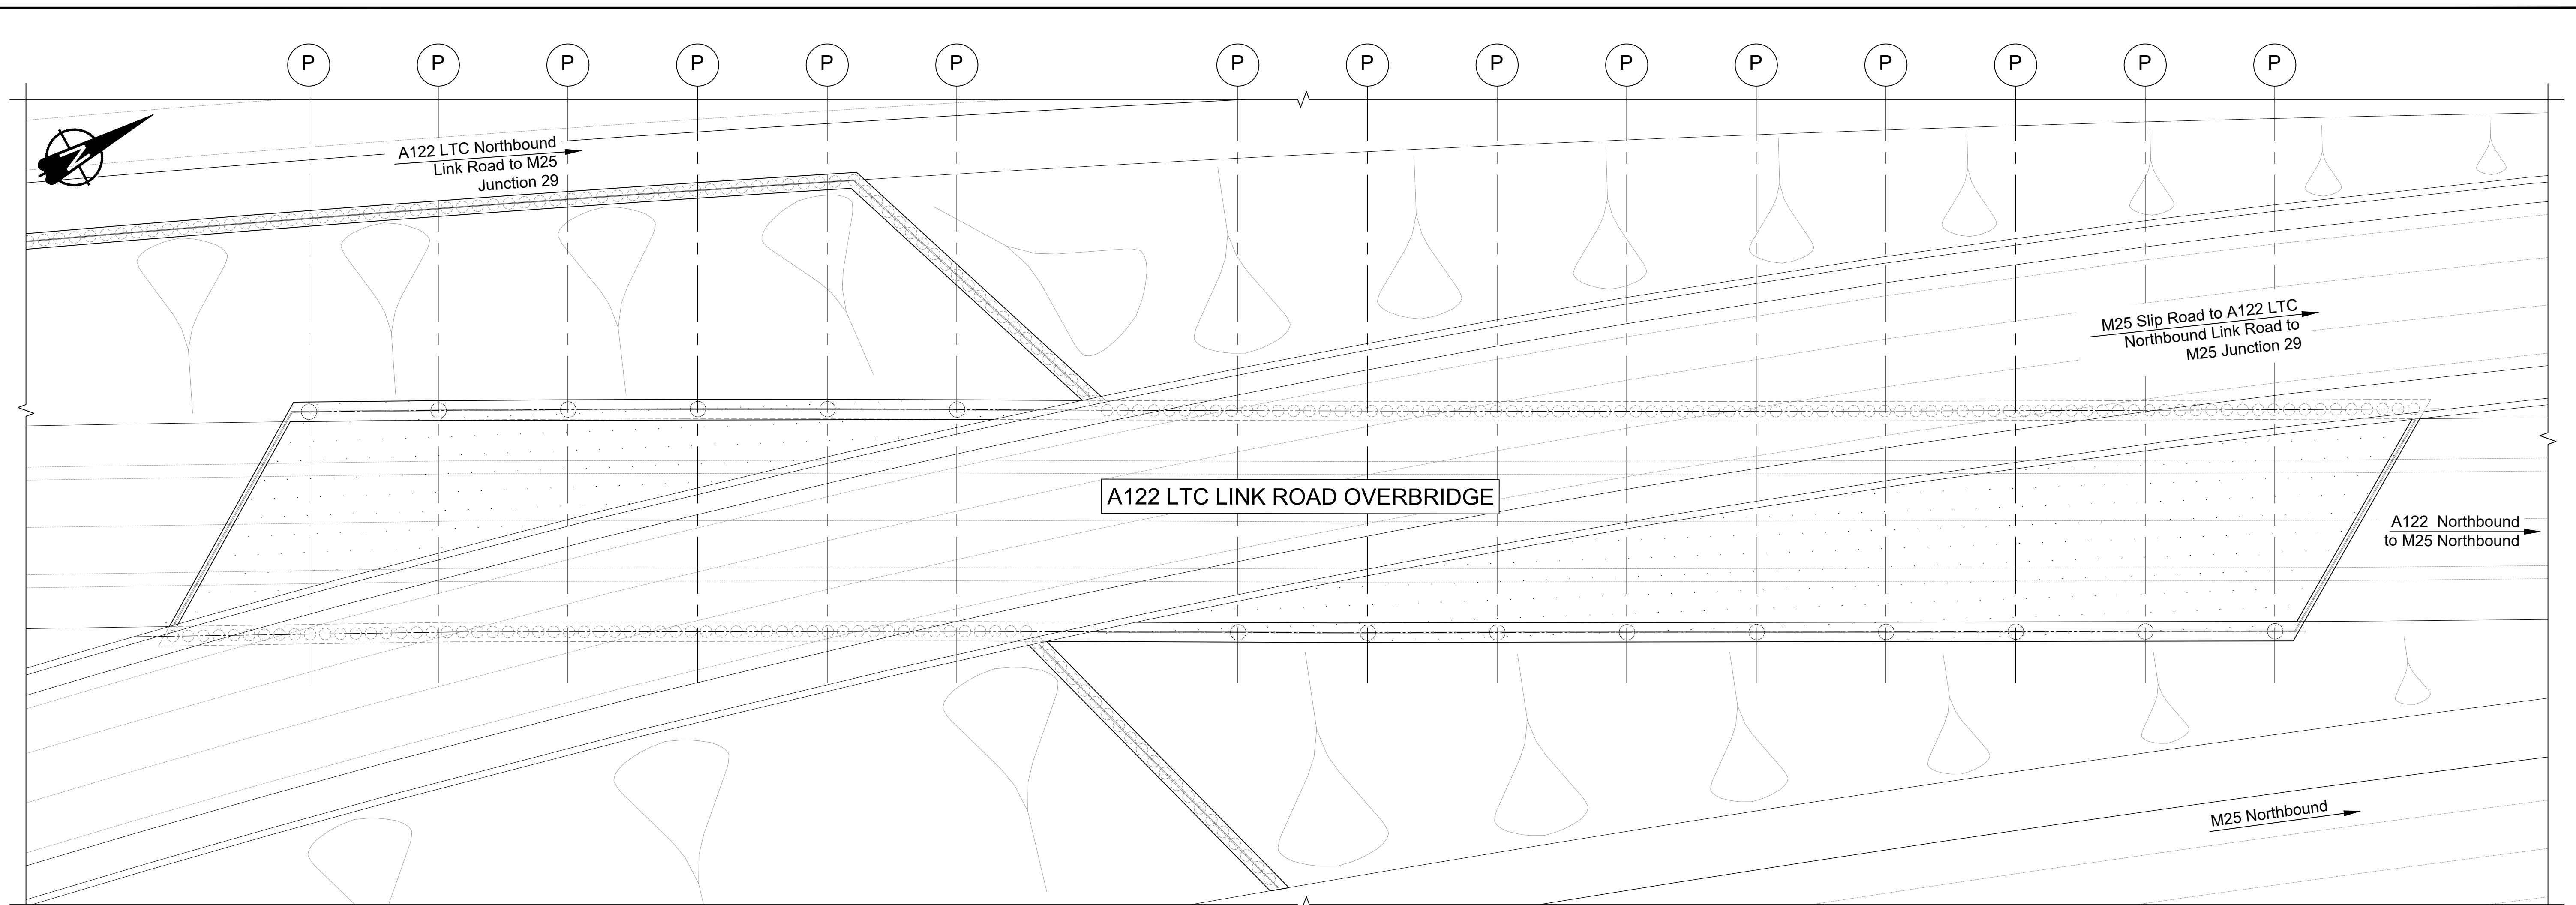 P P P P P P P P P P P P P P P
N
A122 LTC Northbound
Link Road to M25
Junction 29
M25 Slip Road to A122 LTC
Northbound Link Road to
M25 Junction 29
A122 LTC LINK ROAD OVERBRIDGE
A122 Northbound
to M25 Northbound
M25 Northbound